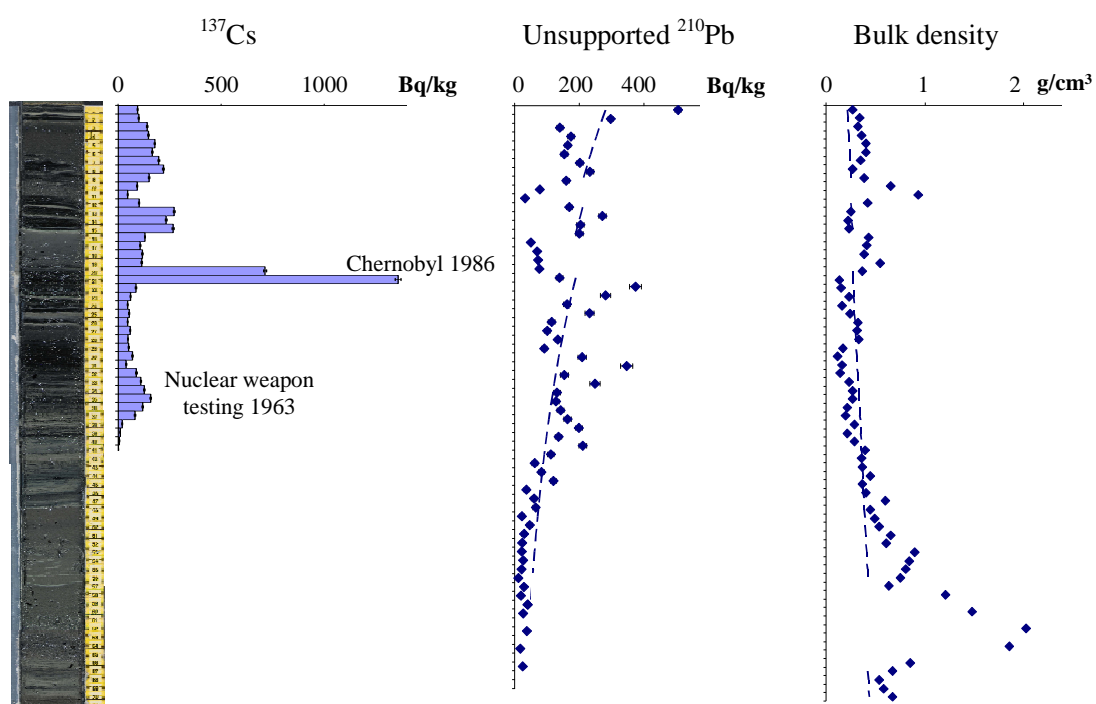 ¹³⁷Cs
Unsupported ²¹⁰Pb
Bulk density
0 500 1000 Bq/kg
0 200 400 Bq/kg
0 1 2 g/cm³
Chernobyl 1986
Nuclear weapon
testing 1963